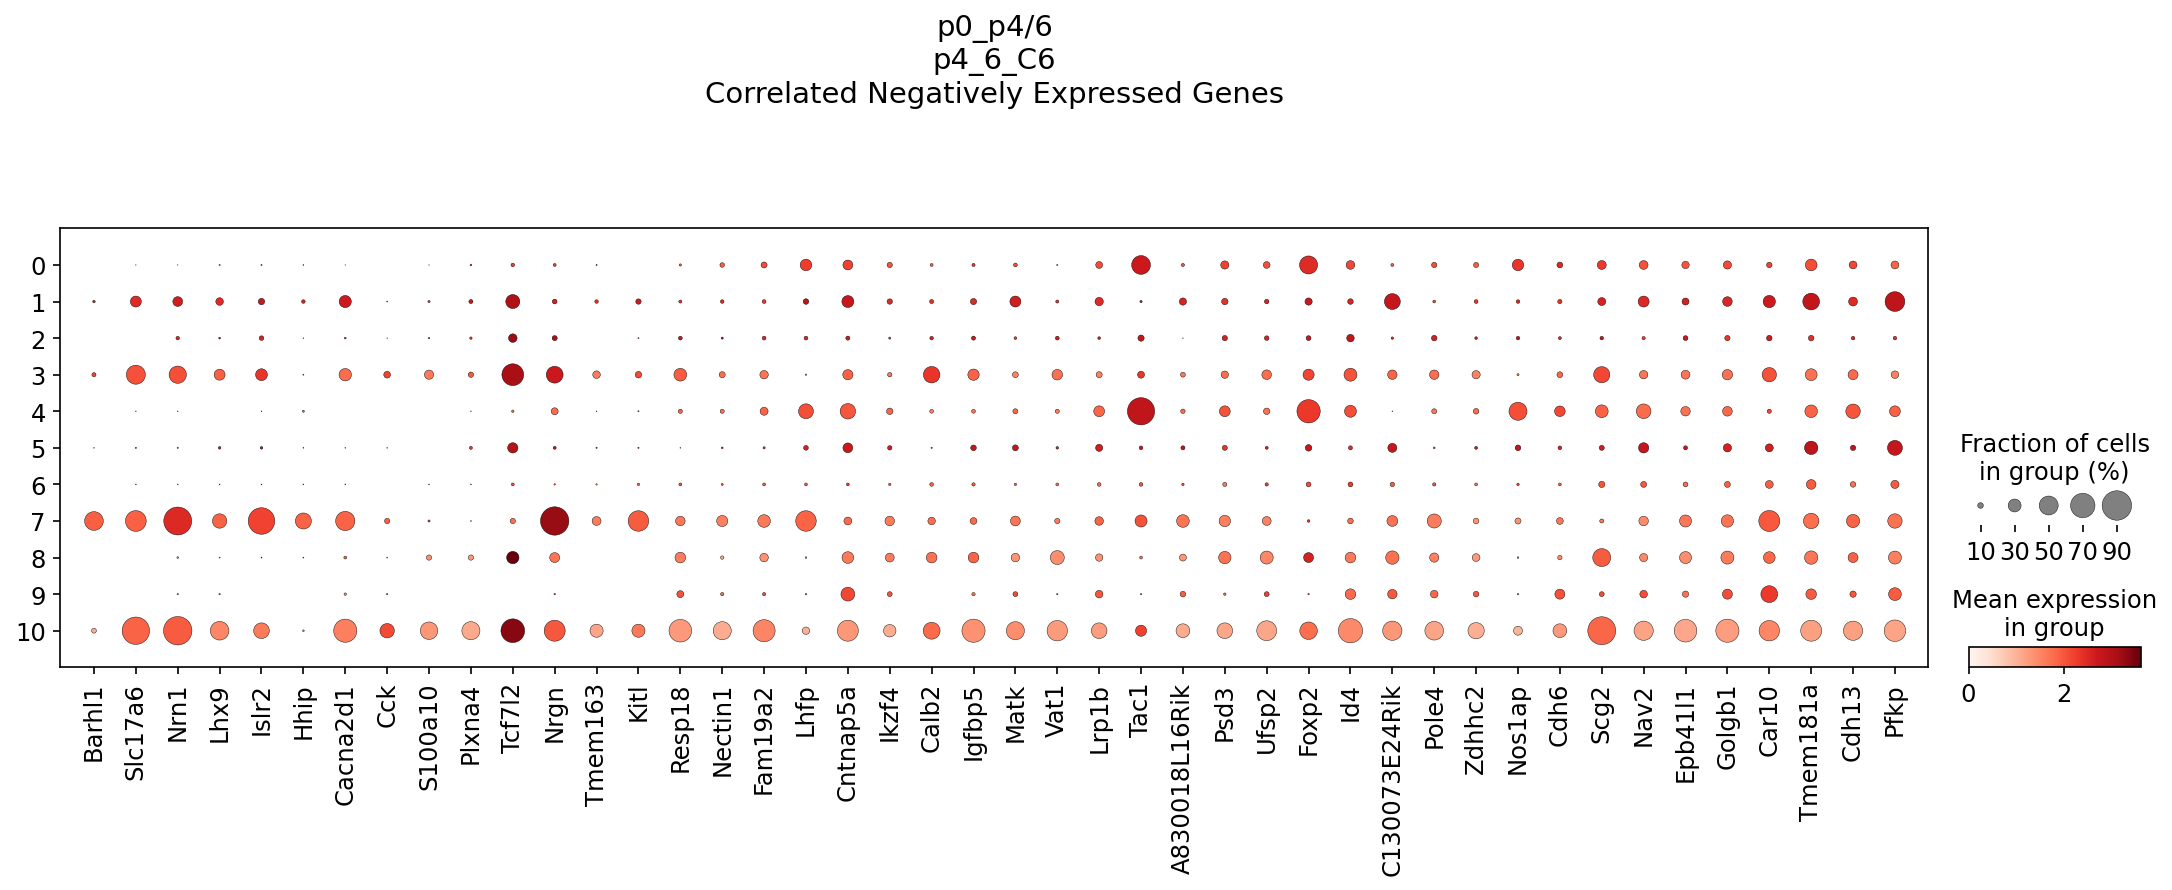 p0_p4/6
p4_6_C6
Correlated Negatively Expressed Genes
0
1
2
3
4
5
6
7
8
9
10
Barhl1
Slc17a6
Nrn1
Lhx9
Islr2
Hhip
Cacna2d1
Cck
S100a10
Plxna4
Tcf7l2
Nrgn
Tmem163
Kitl
Resp18
Nectin1
Fam19a2
Lhfp
Cntnap5a
Ikzf4
Calb2
Igfbp5
Matk
Vat1
Lrp1b
Tac1
A830018L16Rik
Psd3
Ufsp2
Foxp2
Id4
C130073E24Rik
Pole4
Zdhhc2
Nos1ap
Cdh6
Scg2
Nav2
Epb41l1
Golgb1
Car10
Tmem181a
Cdh13
Pfkp
Fraction of cells
in group (%)
10 30 50 70 90
Mean expression
in group
0 2